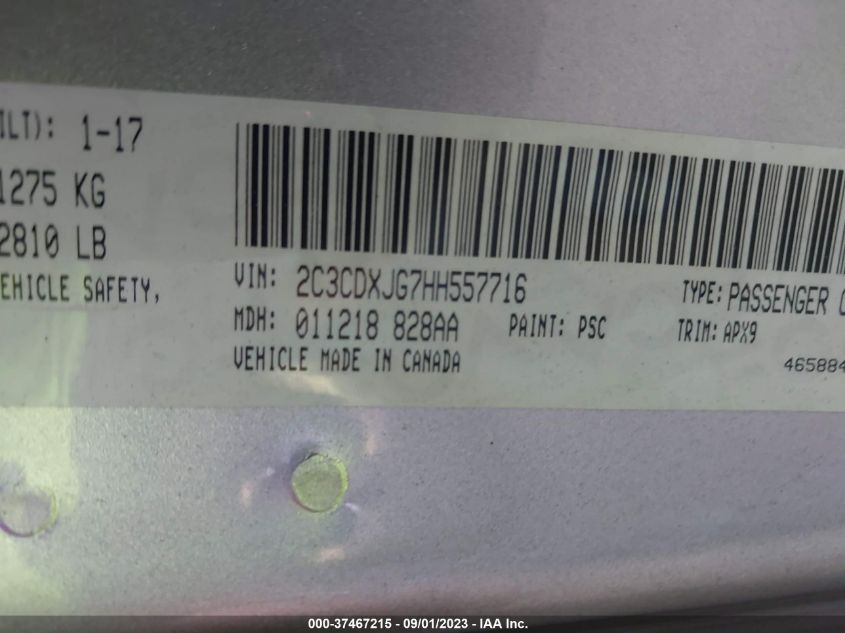 ILT): 1-17
1275 KG
2810 LB
EHICLE SAFETY,
VIN: 2C3CDXJG7HH557716
TYPE: PASSENGER
MDH: 011218 828AA PAINT: PSC TRIM: APX9
VEHICLE MADE IN CANADA
465884
000-37467215 - 09/01/2023 - IAA Inc.